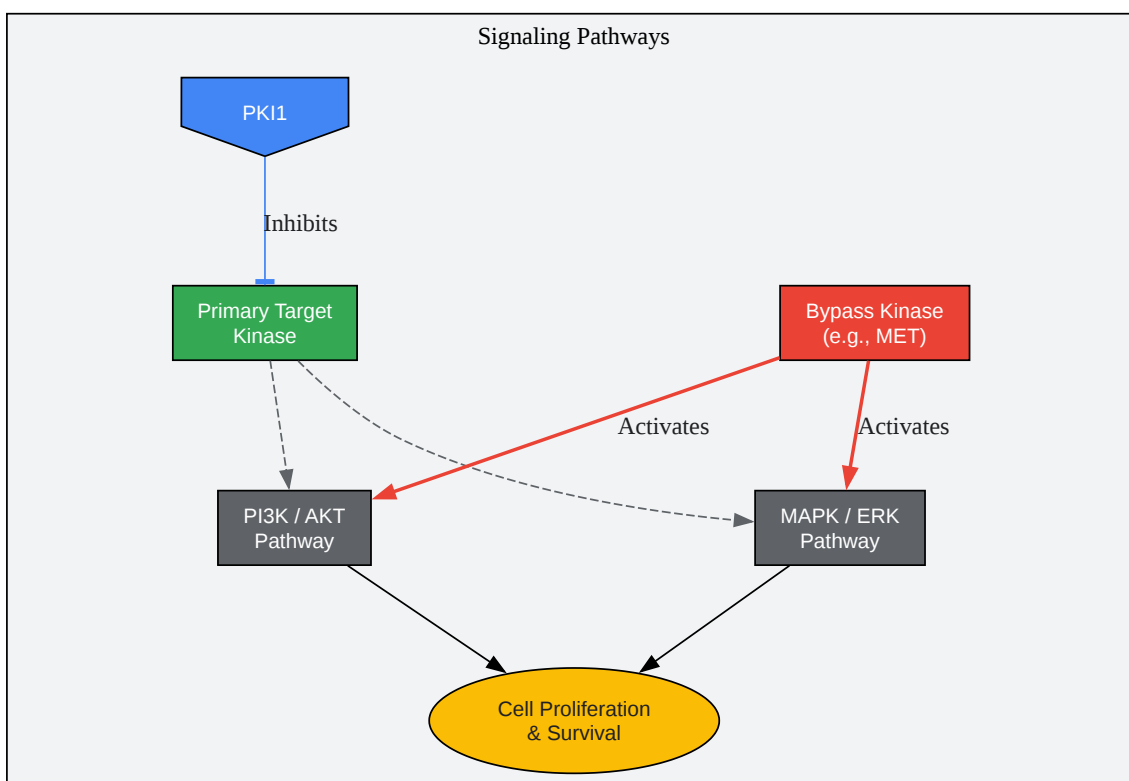 Signaling Pathways
PKI1
Inhibits
Primary Target
Kinase
Bypass Kinase
(e.g., MET)
Activates
Activates
PI3K / AKT
Pathway
MAPK / ERK
Pathway
Cell Proliferation
& Survival